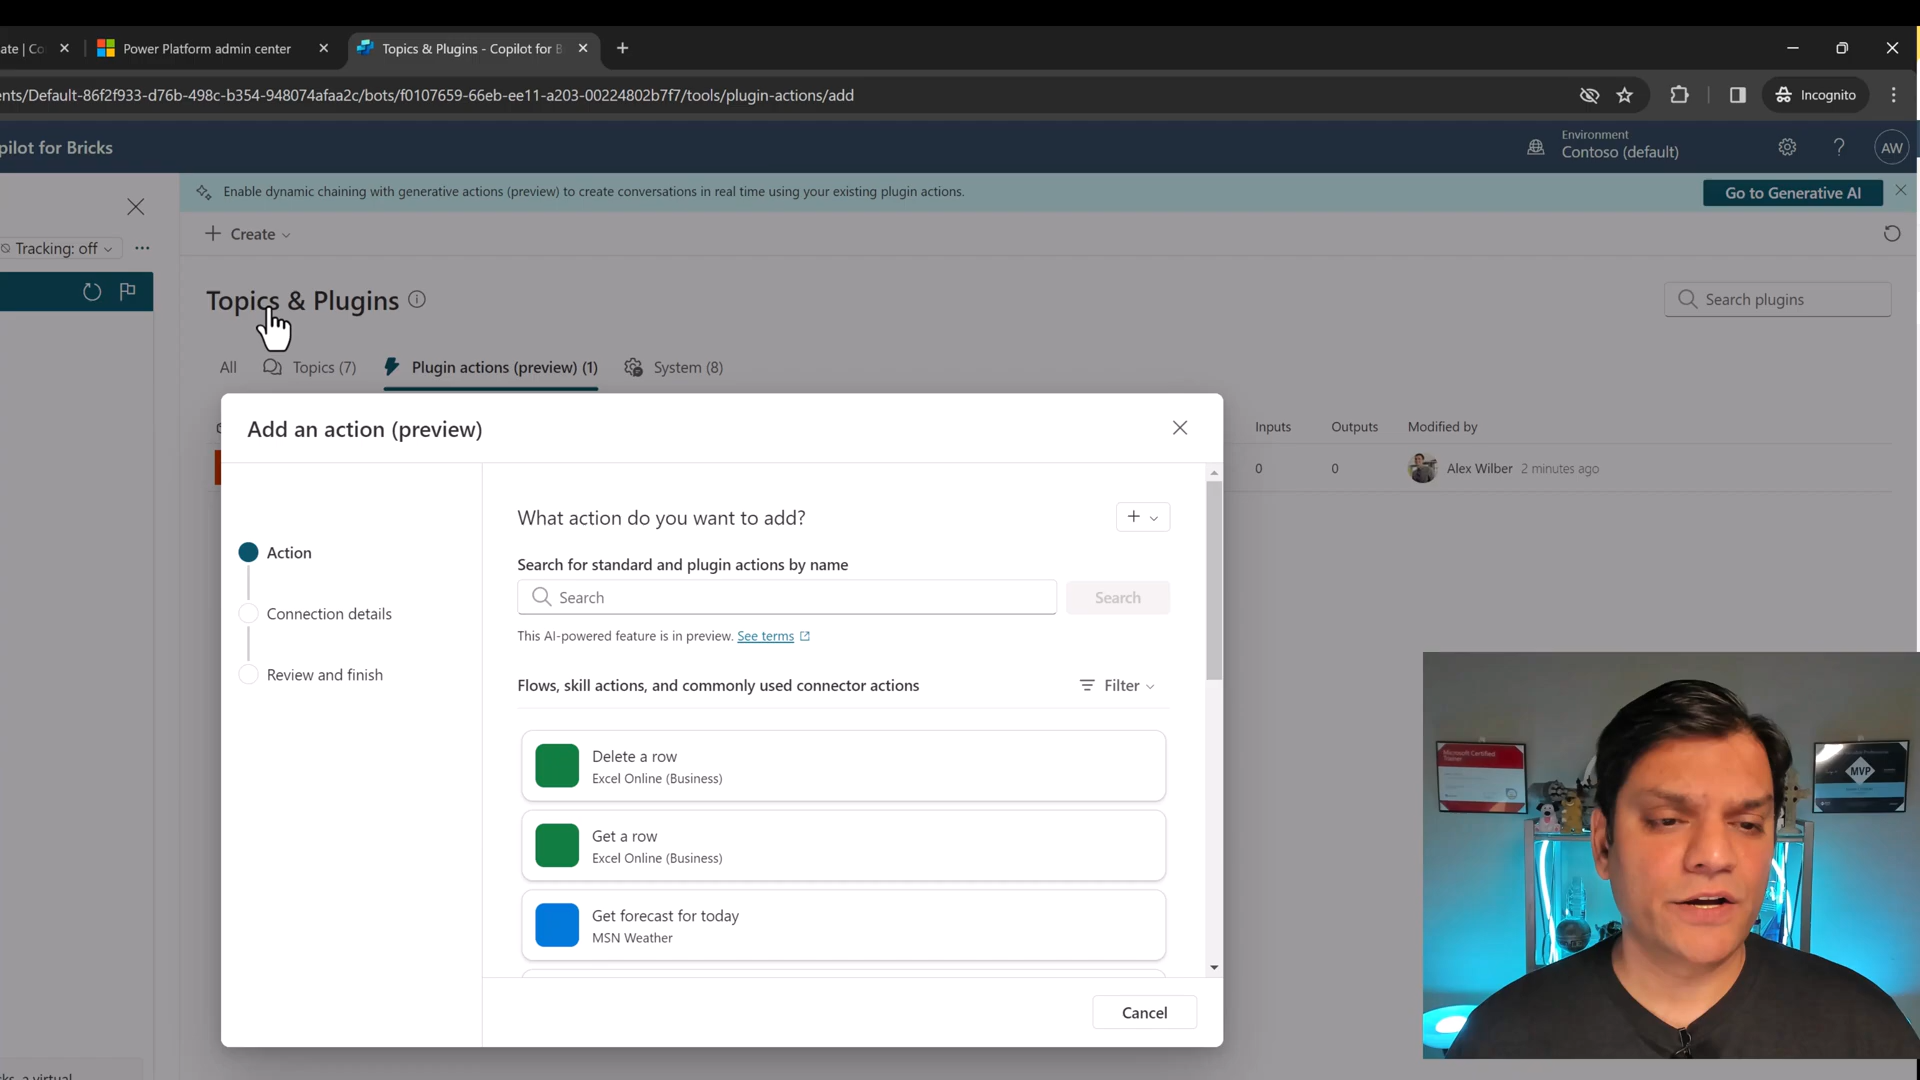 ate | Co
Power Platform admin center
Topics & Plugins - Copilot for B
ents/Default-86f2f933-d76b-498c-b354-948074afaa2c/bots/f0107659-66eb-ee11-a203-00224802b7f7/tools/plugin-actions/add
Incognito
pilot for Bricks
Environment
Contoso (default)
?
AW
Enable dynamic chaining with generative actions (preview) to create conversations in real time using your existing plugin actions.
Go to Generative AI
Tracking: off
Create
Topics & Plugins
Search plugins
All
Topics (7)
Plugin actions (preview) (1)
System (8)
Inputs
Outputs
Modified by
0
0
Alex Wilber
2 minutes ago
Add an action (preview)
Action
Connection details
Review and finish
What action do you want to add?
Search for standard and plugin actions by name
Search
Search
This AI-powered feature is in preview. See terms
Flows, skill actions, and commonly used connector actions
Filter
Delete a row
Excel Online (Business)
Get a row
Excel Online (Business)
Get forecast for today
MSN Weather
Cancel
Microsoft Certified
Trainer
MVP